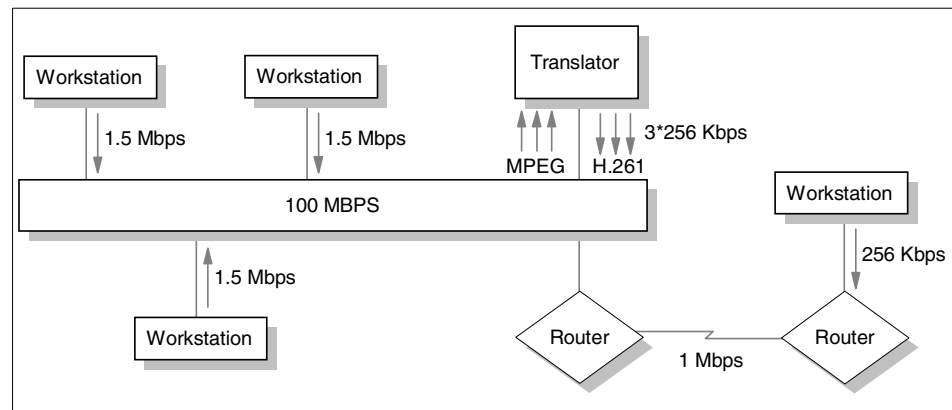 Workstation
Workstation
Translator
1.5 Mbps
1.5 Mbps
3*256 Kbps
MPEG
H.261
100 MBPS
Workstation
1.5 Mbps
256 Kbps
Workstation
Router
Router
1 Mbps